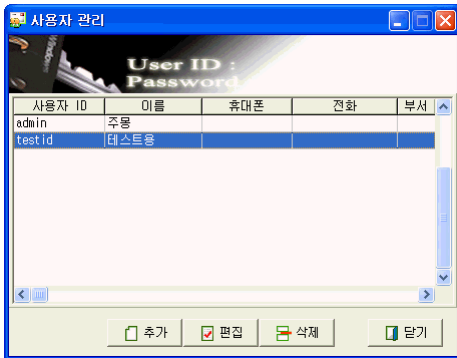 사용자 관리
Windows
User ID :
Password
사용자 ID 이름 휴대폰 전화 부서
admin 주몽
testid 테스트용
추가 편집 삭제 닫기